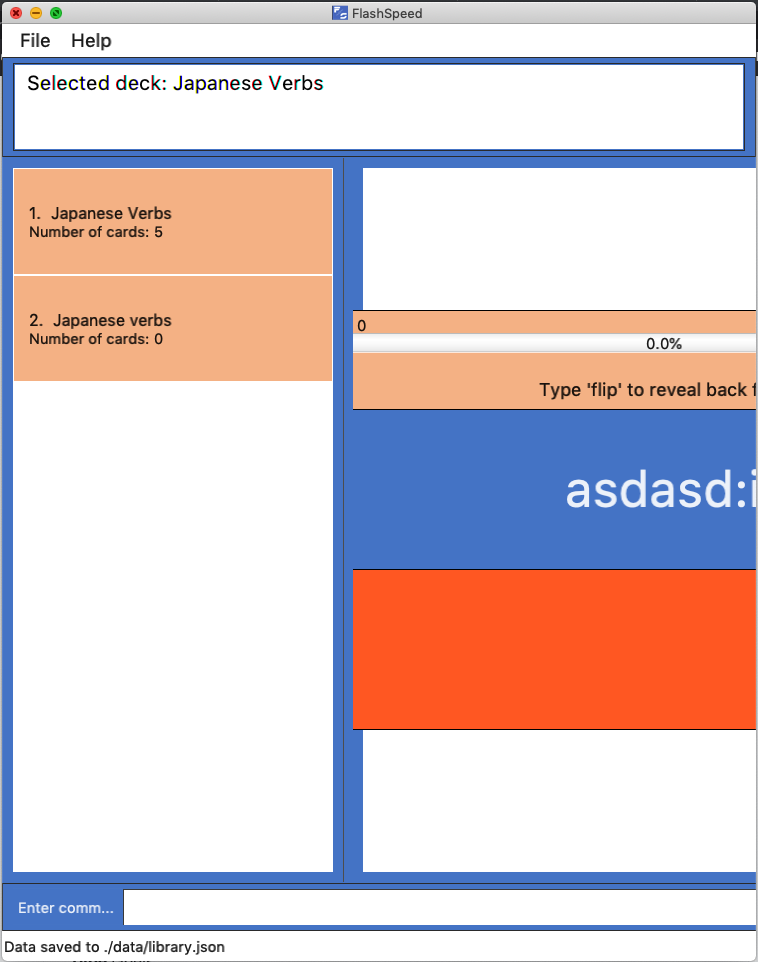 FlashSpeed
File Help
Selected deck: Japanese Verbs
1. Japanese Verbs
Number of cards: 5
2. Japanese verbs
Number of cards: 0
0
0.0%
Type 'flip' to reveal back f
asdasd:i
Enter comm...
Data saved to ./data/library.json